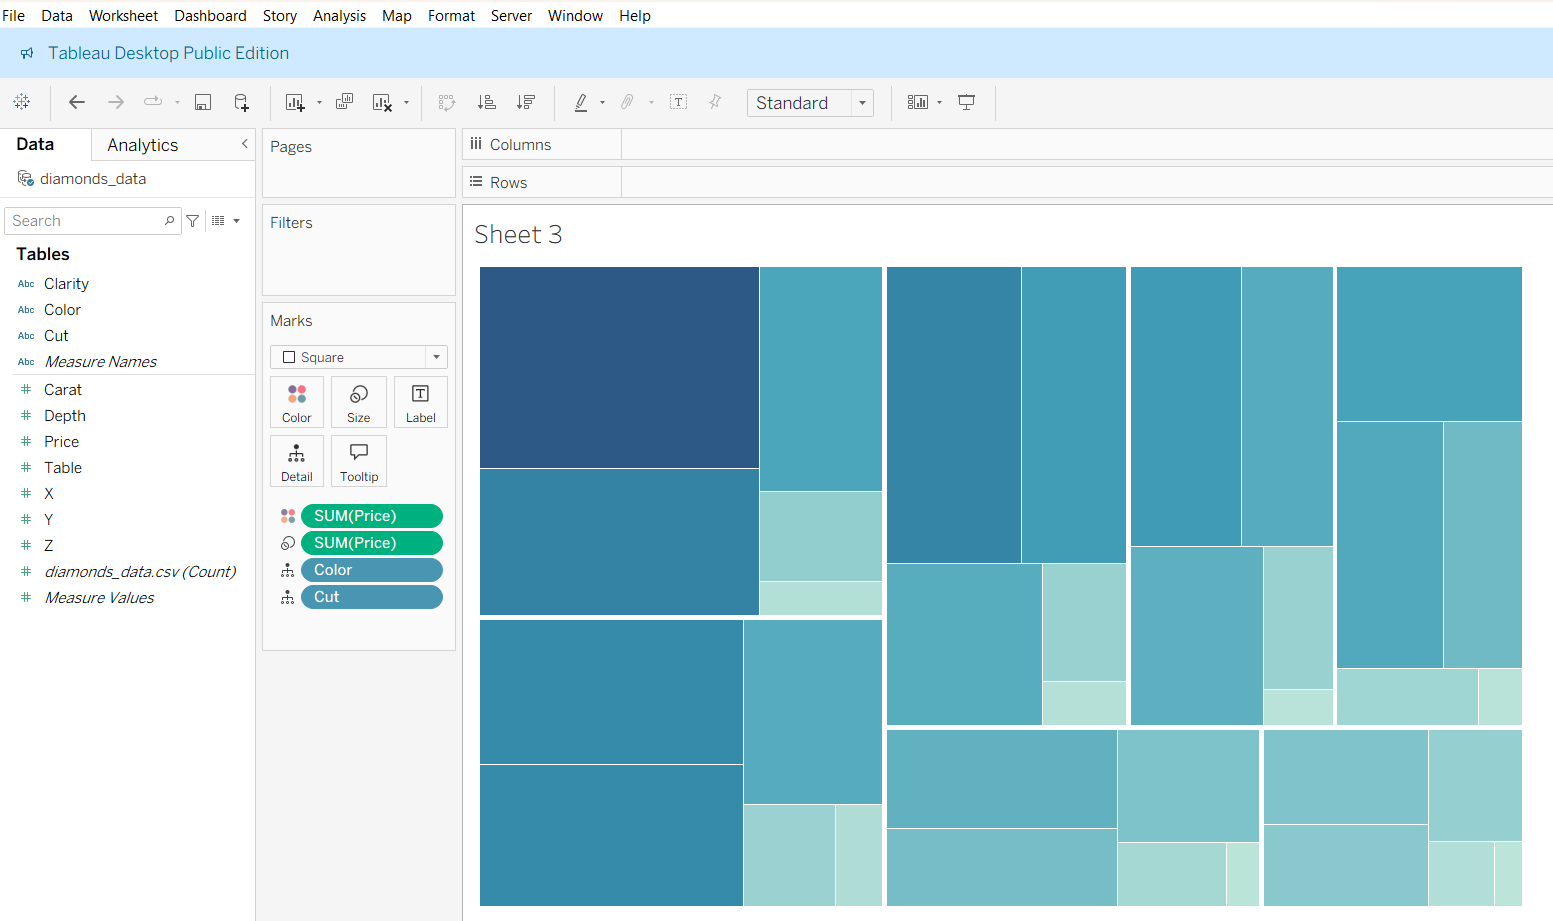 File Data Worksheet Dashboard Story Analysis Map Format Server Window Help
Tableau Desktop Public Edition
Standard
Data Analytics
diamonds_data
Search
Tables
Abc Clarity
Abc Color
Abc Cut
Abc Measure Names
# Carat
# Depth
# Price
# Table
# X
# Y
# Z
# diamonds_data.csv (Count)
# Measure Values
Pages
Filters
Marks
Square
Color Size Label
Detail Tooltip
SUM(Price)
SUM(Price)
Color
Cut
Columns
Rows
Sheet 3